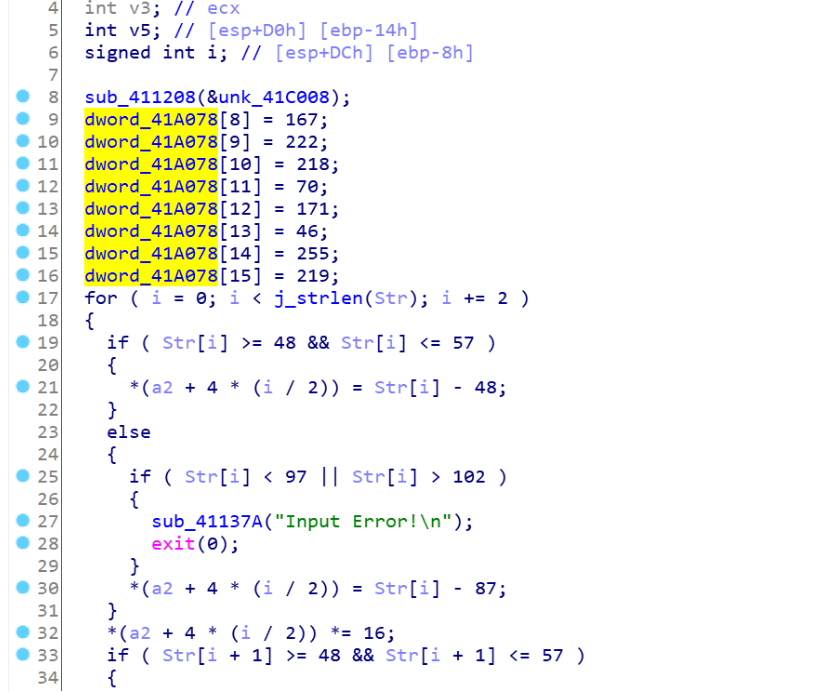 4 int v3; // ecx
5 int v5; // [esp+D0h] [ebp-14h]
6 signed int i; // [esp+DCh] [ebp-8h]
7
8 sub_411208(&unk_41C008);
9 dword_41A078[8] = 167;
10 dword_41A078[9] = 222;
11 dword_41A078[10] = 218;
12 dword_41A078[11] = 70;
13 dword_41A078[12] = 171;
14 dword_41A078[13] = 46;
15 dword_41A078[14] = 255;
16 dword_41A078[15] = 219;
17 for ( i = 0; i < j_strlen(Str); i += 2 )
18 {
19 if ( Str[i] >= 48 && Str[i] <= 57 )
20 {
21 *(a2 + 4 * (i / 2)) = Str[i] - 48;
22 }
23 else
24 {
25 if ( Str[i] < 97 || Str[i] > 102 )
26 {
27 sub_41137A("Input Error!\n");
28 exit(0);
29 }
30 *(a2 + 4 * (i / 2)) = Str[i] - 87;
31 }
32 *(a2 + 4 * (i / 2)) *= 16;
33 if ( Str[i + 1] >= 48 && Str[i + 1] <= 57 )
34 {